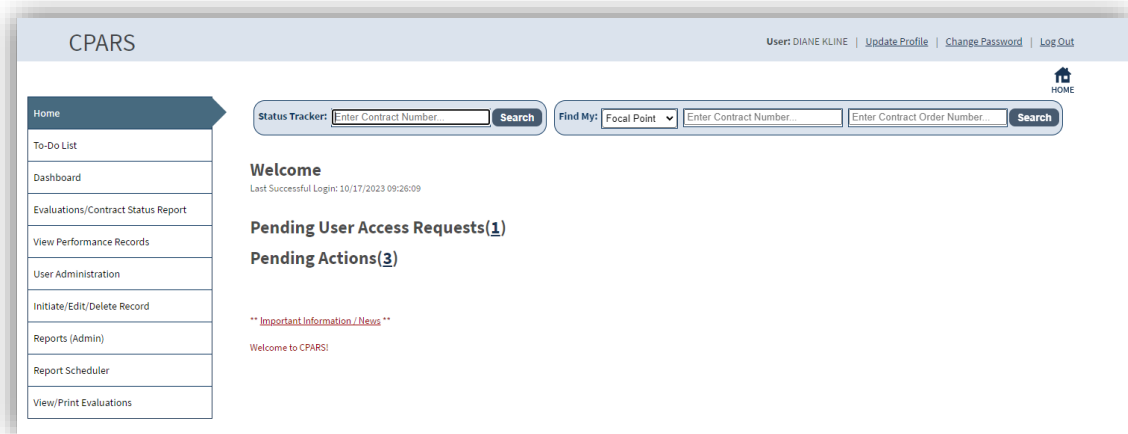 CPARS
User: DIANE KLINE | Update Profile | Change Password | Log Out
HOME
Home
To-Do List
Dashboard
Evaluations/Contract Status Report
View Performance Records
User Administration
Initiate/Edit/Delete Record
Reports (Admin)
Report Scheduler
View/Print Evaluations
Status Tracker: Enter Contract Number... Search
Find My: Focal Point Enter Contract Number... Enter Contract Order Number... Search
Welcome
Last Successful Login: 10/17/2023 09:26:09
Pending User Access Requests(1)
Pending Actions(3)
** Important Information / News **
Welcome to CPARS!